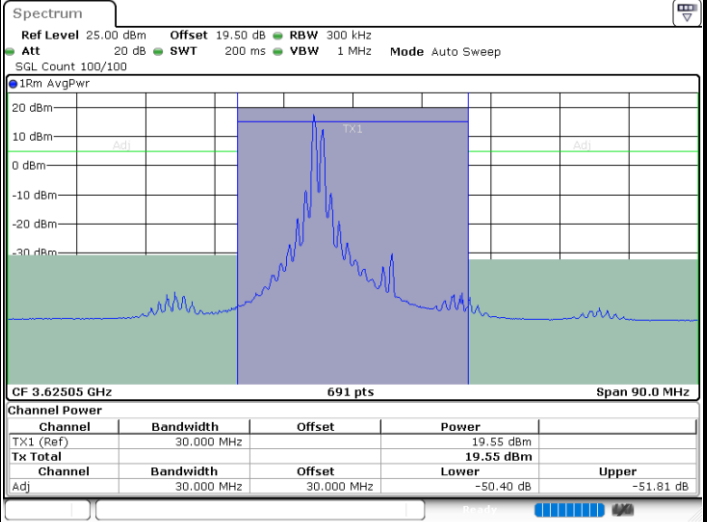 Spectrum
Ref Level 25.00 dBm Offset 19.50 dB RBW 300 kHz
Att 20 dB SWT 200 ms VBW 1 MHz Mode Auto Sweep
SGL Count 100/100
1Rm AvgPwr
20 dBm
TX1
10 dBm
Adj Adj
0 dBm
-10 dBm
-20 dBm
-30 dBm
CF 3.62505 GHz 691 pts Span 90.0 MHz
Channel Power
Channel Bandwidth Offset Power
TX1 (Ref) 30.000 MHz 19.55 dBm
Tx Total 19.55 dBm
Channel Bandwidth Offset Lower Upper
Adj 30.000 MHz 30.000 MHz -50.40 dB -51.81 dB
Ready